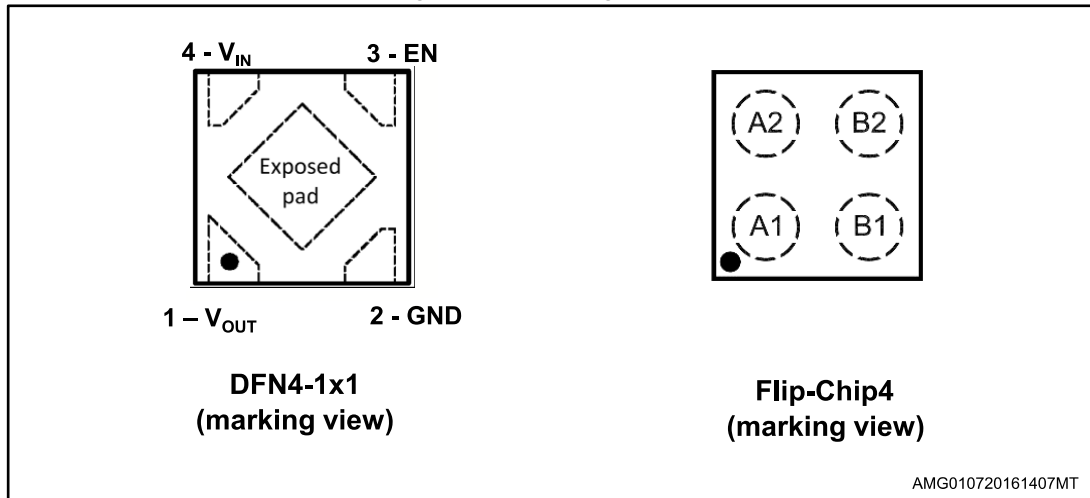 4 - VIN 3 - EN
Exposed
pad
1 – VOUT 2 - GND
DFN4-1x1
(marking view)
A2 B2
A1 B1
Flip-Chip4
(marking view)
AMG010720161407MT